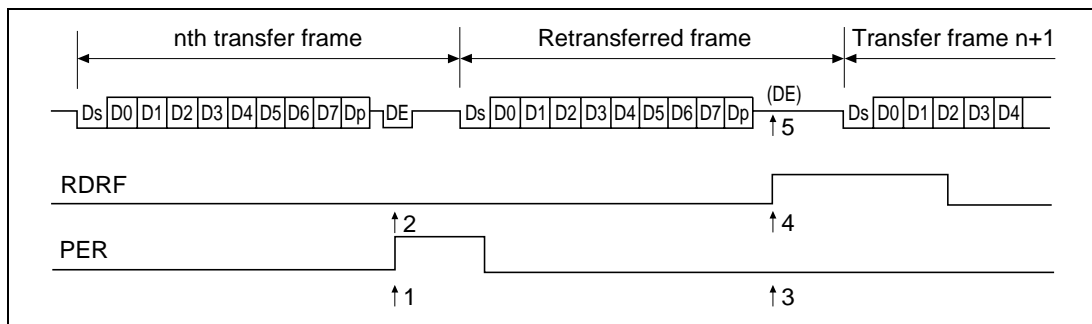 nth transfer frame Retransferred frame Transfer frame n+1
(DE)
Ds D0 D1 D2 D3 D4 D5 D6 D7 Dp DE Ds D0 D1 D2 D3 D4 D5 D6 D7 Dp Ds D0 D1 D2 D3 D4
5
RDRF
2 4
PER
1 3